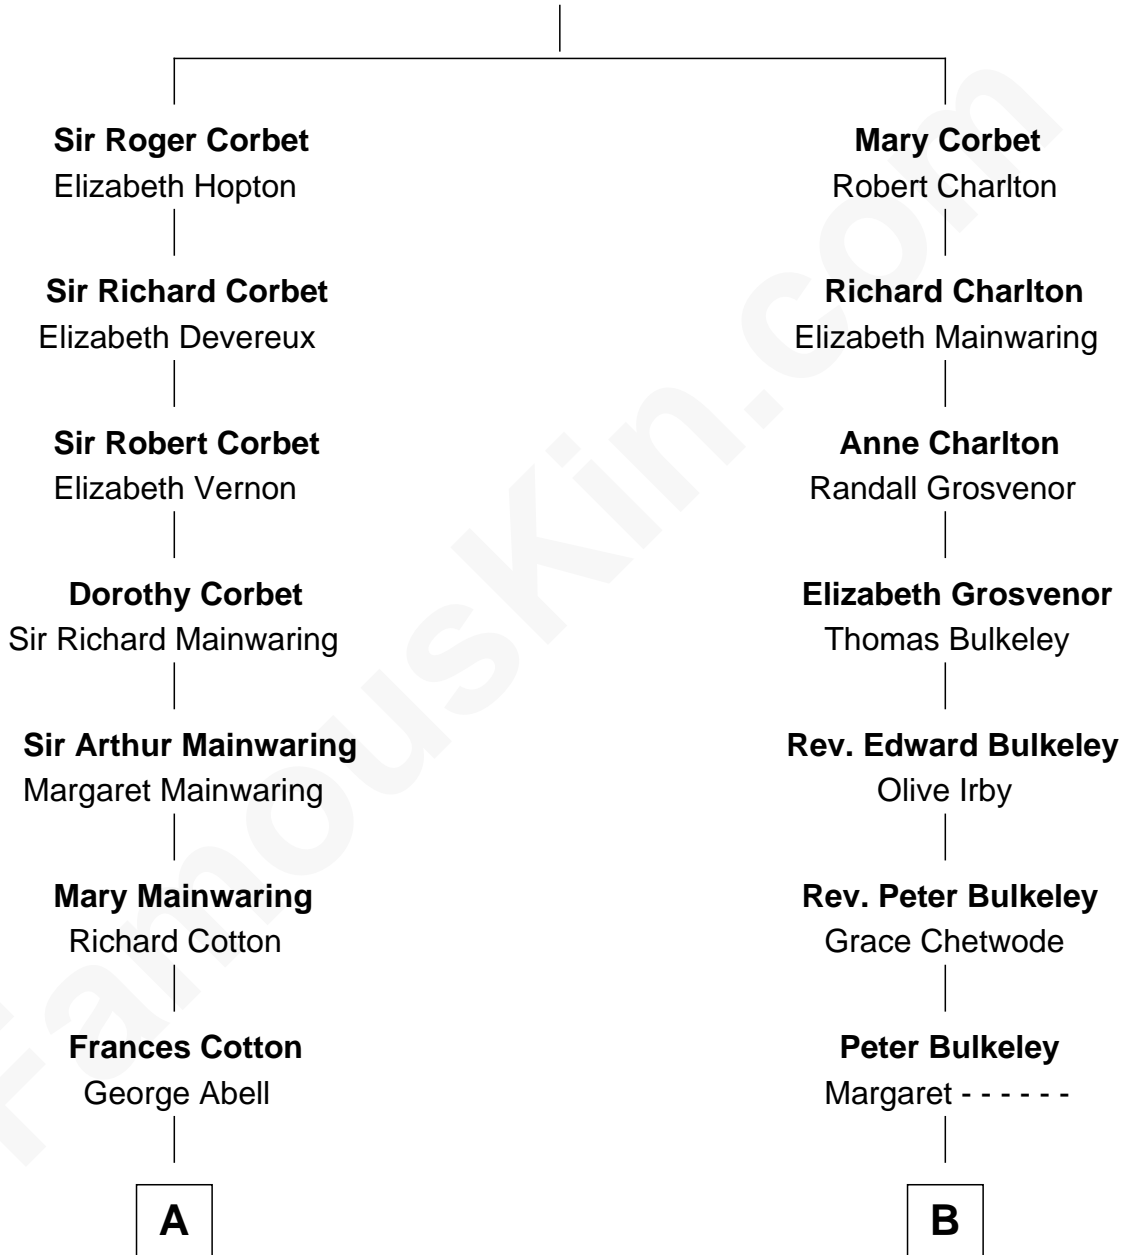 Sir Roger Corbet
Elizabeth Hopton
Sir Richard Corbet
Elizabeth Devereux
Sir Robert Corbet
Elizabeth Vernon
Dorothy Corbet
Sir Richard Mainwaring
Sir Arthur Mainwaring
Margaret Mainwaring
Mary Mainwaring
Richard Cotton
Frances Cotton
George Abell
A
Mary Corbet
Robert Charlton
Richard Charlton
Elizabeth Mainwaring
Anne Charlton
Randall Grosvenor
Elizabeth Grosvenor
Thomas Bulkeley
Rev. Edward Bulkeley
Olive Irby
Rev. Peter Bulkeley
Grace Chetwode
Peter Bulkeley
Margaret - - - - - -
B
FamousKin.com